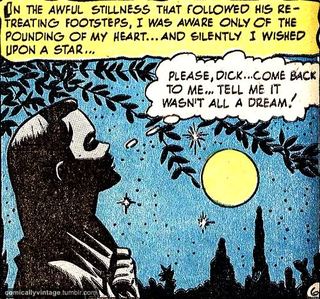 IN THE AWFUL STILLNESS THAT FOLLOWED HIS RE-
TREATING FOOTSTEPS, I WAS AWARE ONLY OF THE
POUNDING OF MY HEART...AND SILENTLY I WISHED
UPON A STAR...
PLEASE, DICK...COME BACK
TO ME... TELL ME IT
WASN'T ALL A DREAM!
comicallyvintage.tumblr.com
6